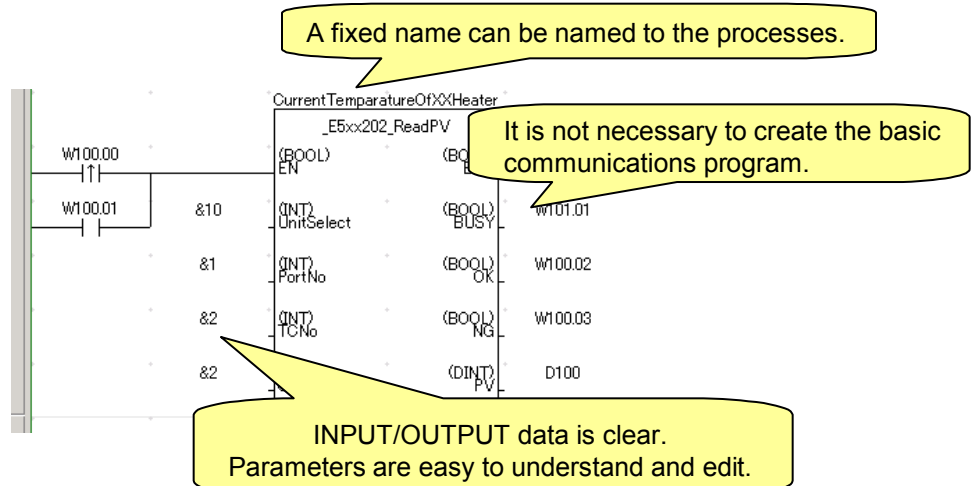 A fixed name can be named to the processes.
CurrentTemparatureOfXXHeater
_E5xx202_ReadPV
It is not necessary to create the basic
communications program.
W100.00 (BOOL)
EN
W100.01 &10 (INT) (BOOL) W101.01
UnitSelect BUSY
&1 (INT) (BOOL) W100.02
PortNo OK
&2 (INT) (BOOL) W100.03
TCNo NG
&2 (DINT) D100
PV
INPUT/OUTPUT data is clear.
Parameters are easy to understand and edit.